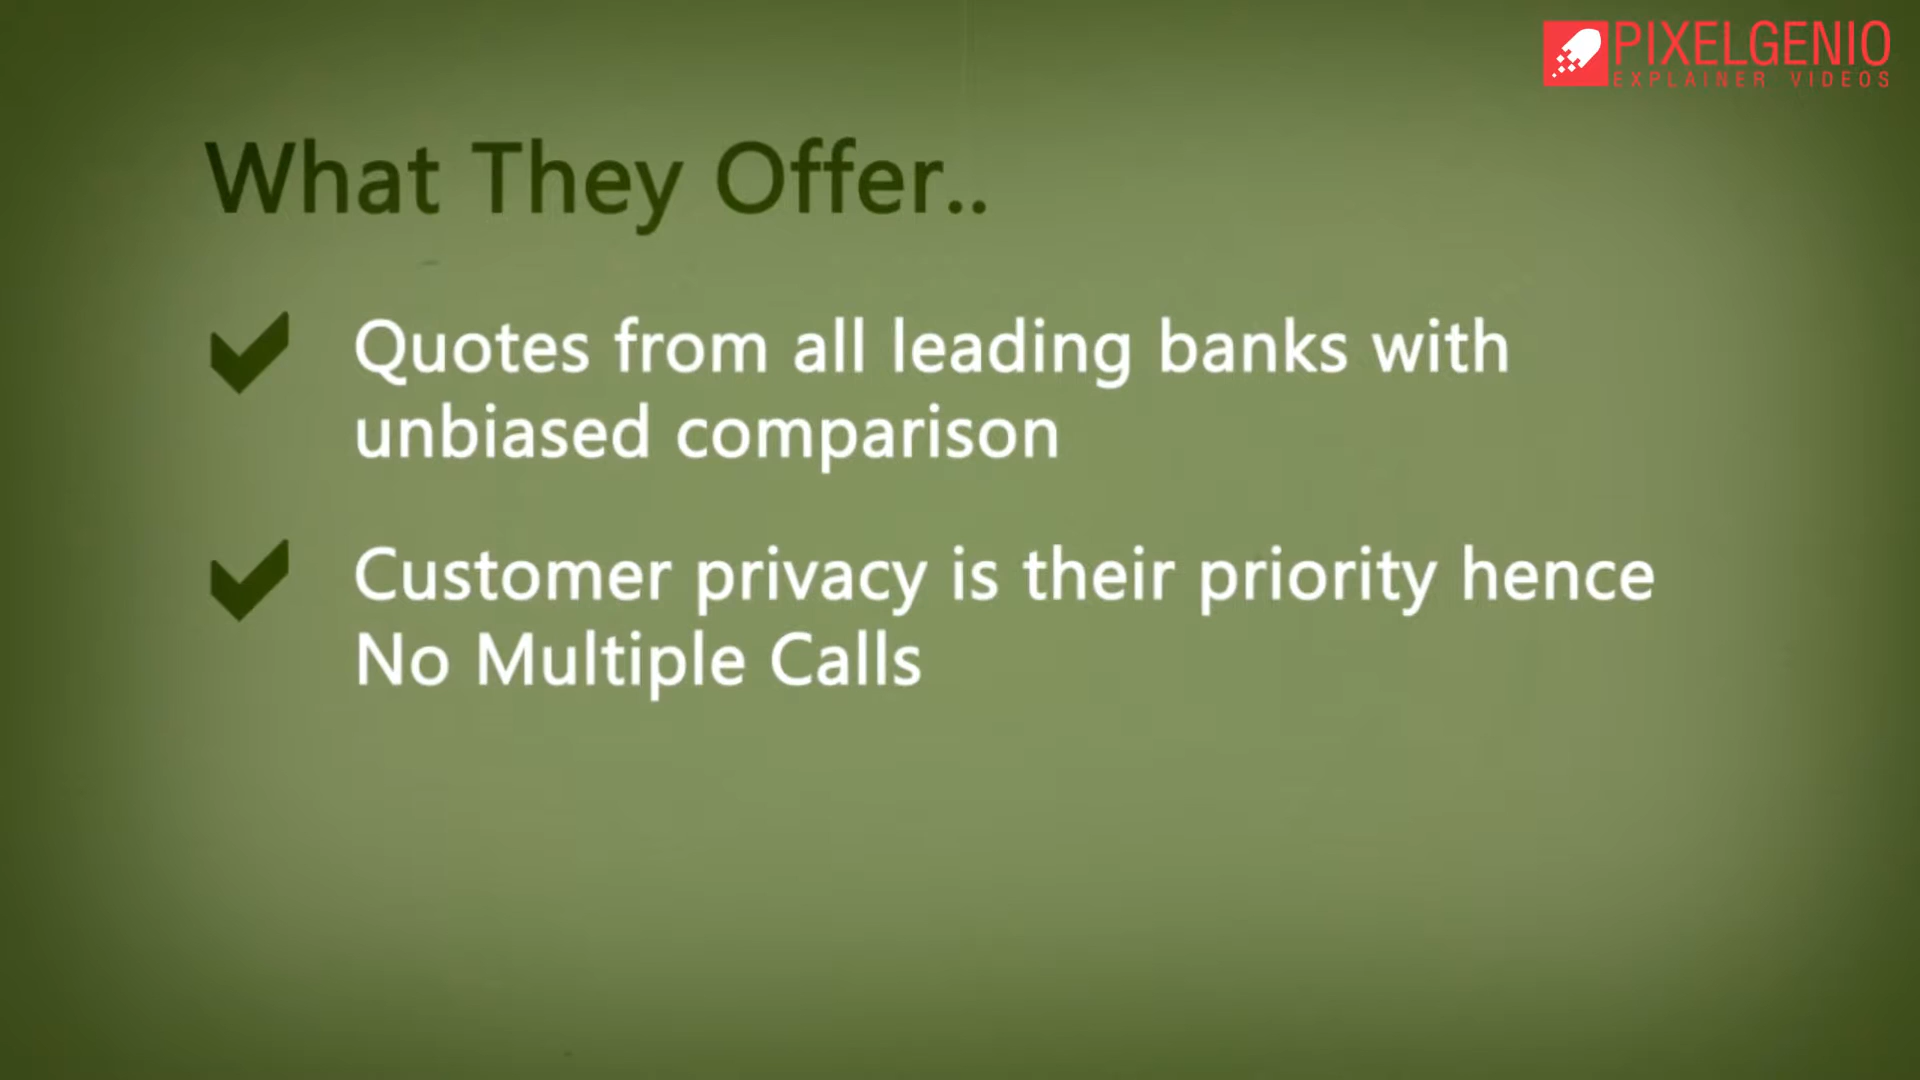 PIXELGENIO
EXPLAINER VIDEOS
What They Offer..
Quotes from all leading banks with
unbiased comparison
Customer privacy is their priority hence
No Multiple Calls